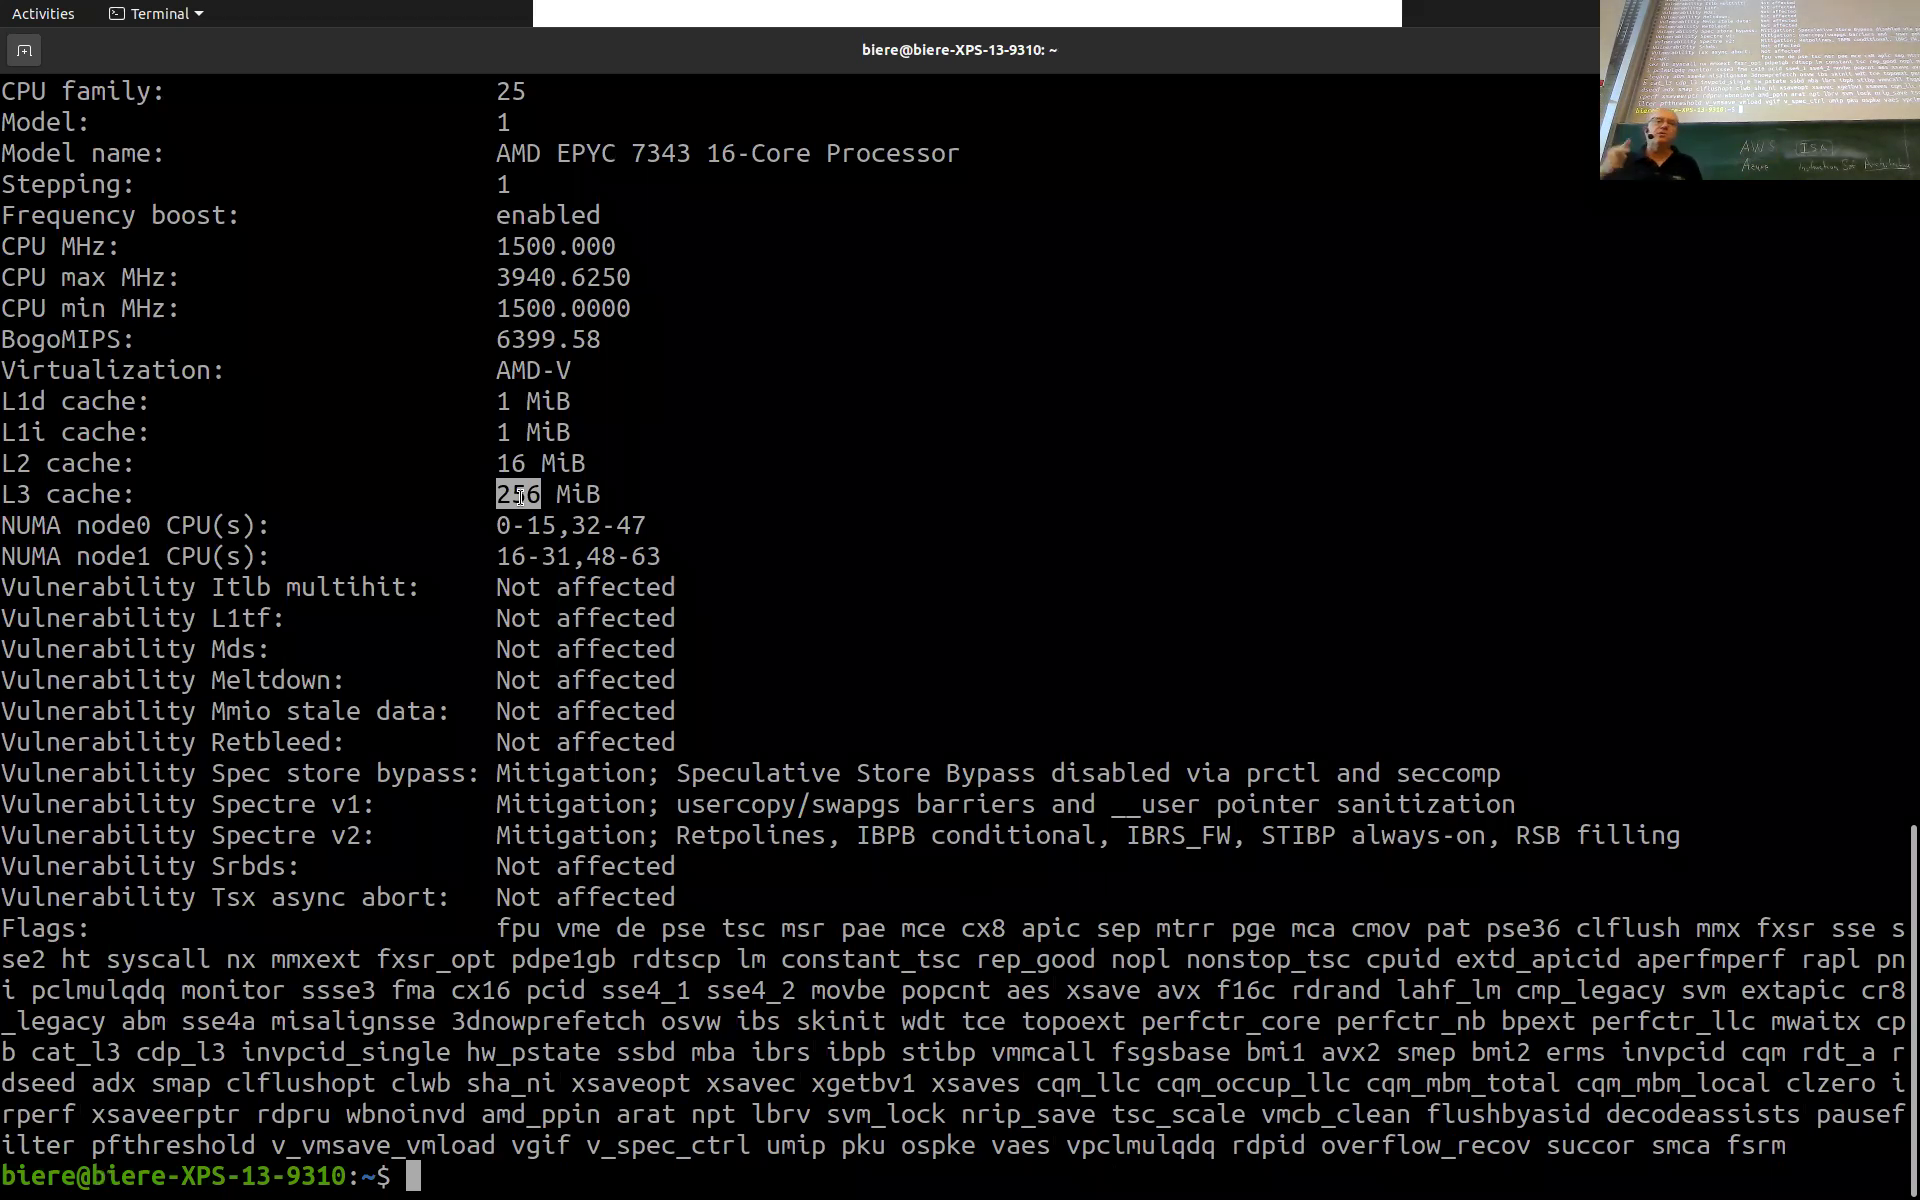 Activities Terminal
biere@biere-XPS-13-9310: ~
CPU family: 25
Model: 1
Model name: AMD EPYC 7343 16-Core Processor
Stepping: 1
Frequency boost: enabled
CPU MHz: 1500.000
CPU max MHz: 3940.6250
CPU min MHz: 1500.0000
BogoMIPS: 6399.58
Virtualization: AMD-V
L1d cache: 1 MiB
L1i cache: 1 MiB
L2 cache: 16 MiB
L3 cache: 256 MiB
NUMA node0 CPU(s): 0-15,32-47
NUMA node1 CPU(s): 16-31,48-63
Vulnerability Itlb multihit: Not affected
Vulnerability L1tf: Not affected
Vulnerability Mds: Not affected
Vulnerability Meltdown: Not affected
Vulnerability Mmio stale data: Not affected
Vulnerability Retbleed: Not affected
Vulnerability Spec store bypass: Mitigation; Speculative Store Bypass disabled via prctl and seccomp
Vulnerability Spectre v1: Mitigation; usercopy/swapgs barriers and __user pointer sanitization
Vulnerability Spectre v2: Mitigation; Retpolines, IBPB conditional, IBRS_FW, STIBP always-on, RSB filling
Vulnerability Srbds: Not affected
Vulnerability Tsx async abort: Not affected
Flags: fpu vme de pse tsc msr pae mce cx8 apic sep mtrr pge mca cmov pat pse36 clflush mmx fxsr sse s
se2 ht syscall nx mmxext fxsr_opt pdpe1gb rdtscp lm constant_tsc rep_good nopl nonstop_tsc cpuid extd_apicid aperfmperf rapl pn
i pclmulqdq monitor ssse3 fma cx16 pcid sse4_1 sse4_2 movbe popcnt aes xsave avx f16c rdrand lahf_lm cmp_legacy svm extapic cr8
_legacy abm sse4a misalignsse 3dnowprefetch osvw ibs skinit wdt tce topoext perfctr_core perfctr_nb bpext perfctr_llc mwaitx cp
b cat_l3 cdp_l3 invpcid_single hw_pstate ssbd mba ibrs ibpb stibp vmmcall fsgsbase bmi1 avx2 smep bmi2 erms invpcid cqm rdt_a r
dseed adx smap clflushopt clwb sha_ni xsaveopt xsavec xgetbv1 xsaves cqm_llc cqm_occup_llc cqm_mbm_total cqm_mbm_local clzero i
rperf xsaveerptr rdpru wbnoinvd amd_ppin arat npt lbrv svm_lock nrip_save tsc_scale vmcb_clean flushbyasid decodeassists pausef
ilter pfthreshold v_vmsave_vmload vgif v_spec_ctrl umip pku ospke vaes vpclmulqdq rdpid overflow_recov succor smca fsrm
biere@biere-XPS-13-9310:~$
AWS ISA
Azure Instruction Set Architecture